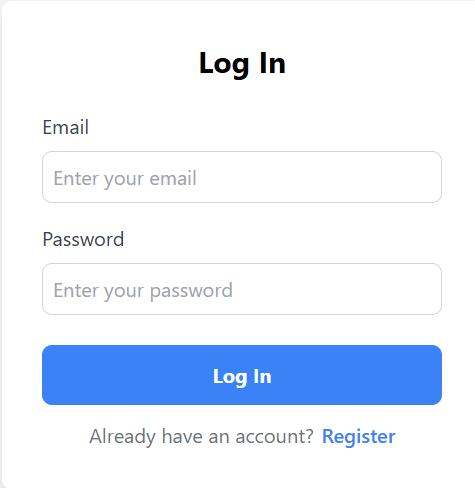 Log In
Email
Enter your email
Password
Enter your password
Log In
Already have an account? Register